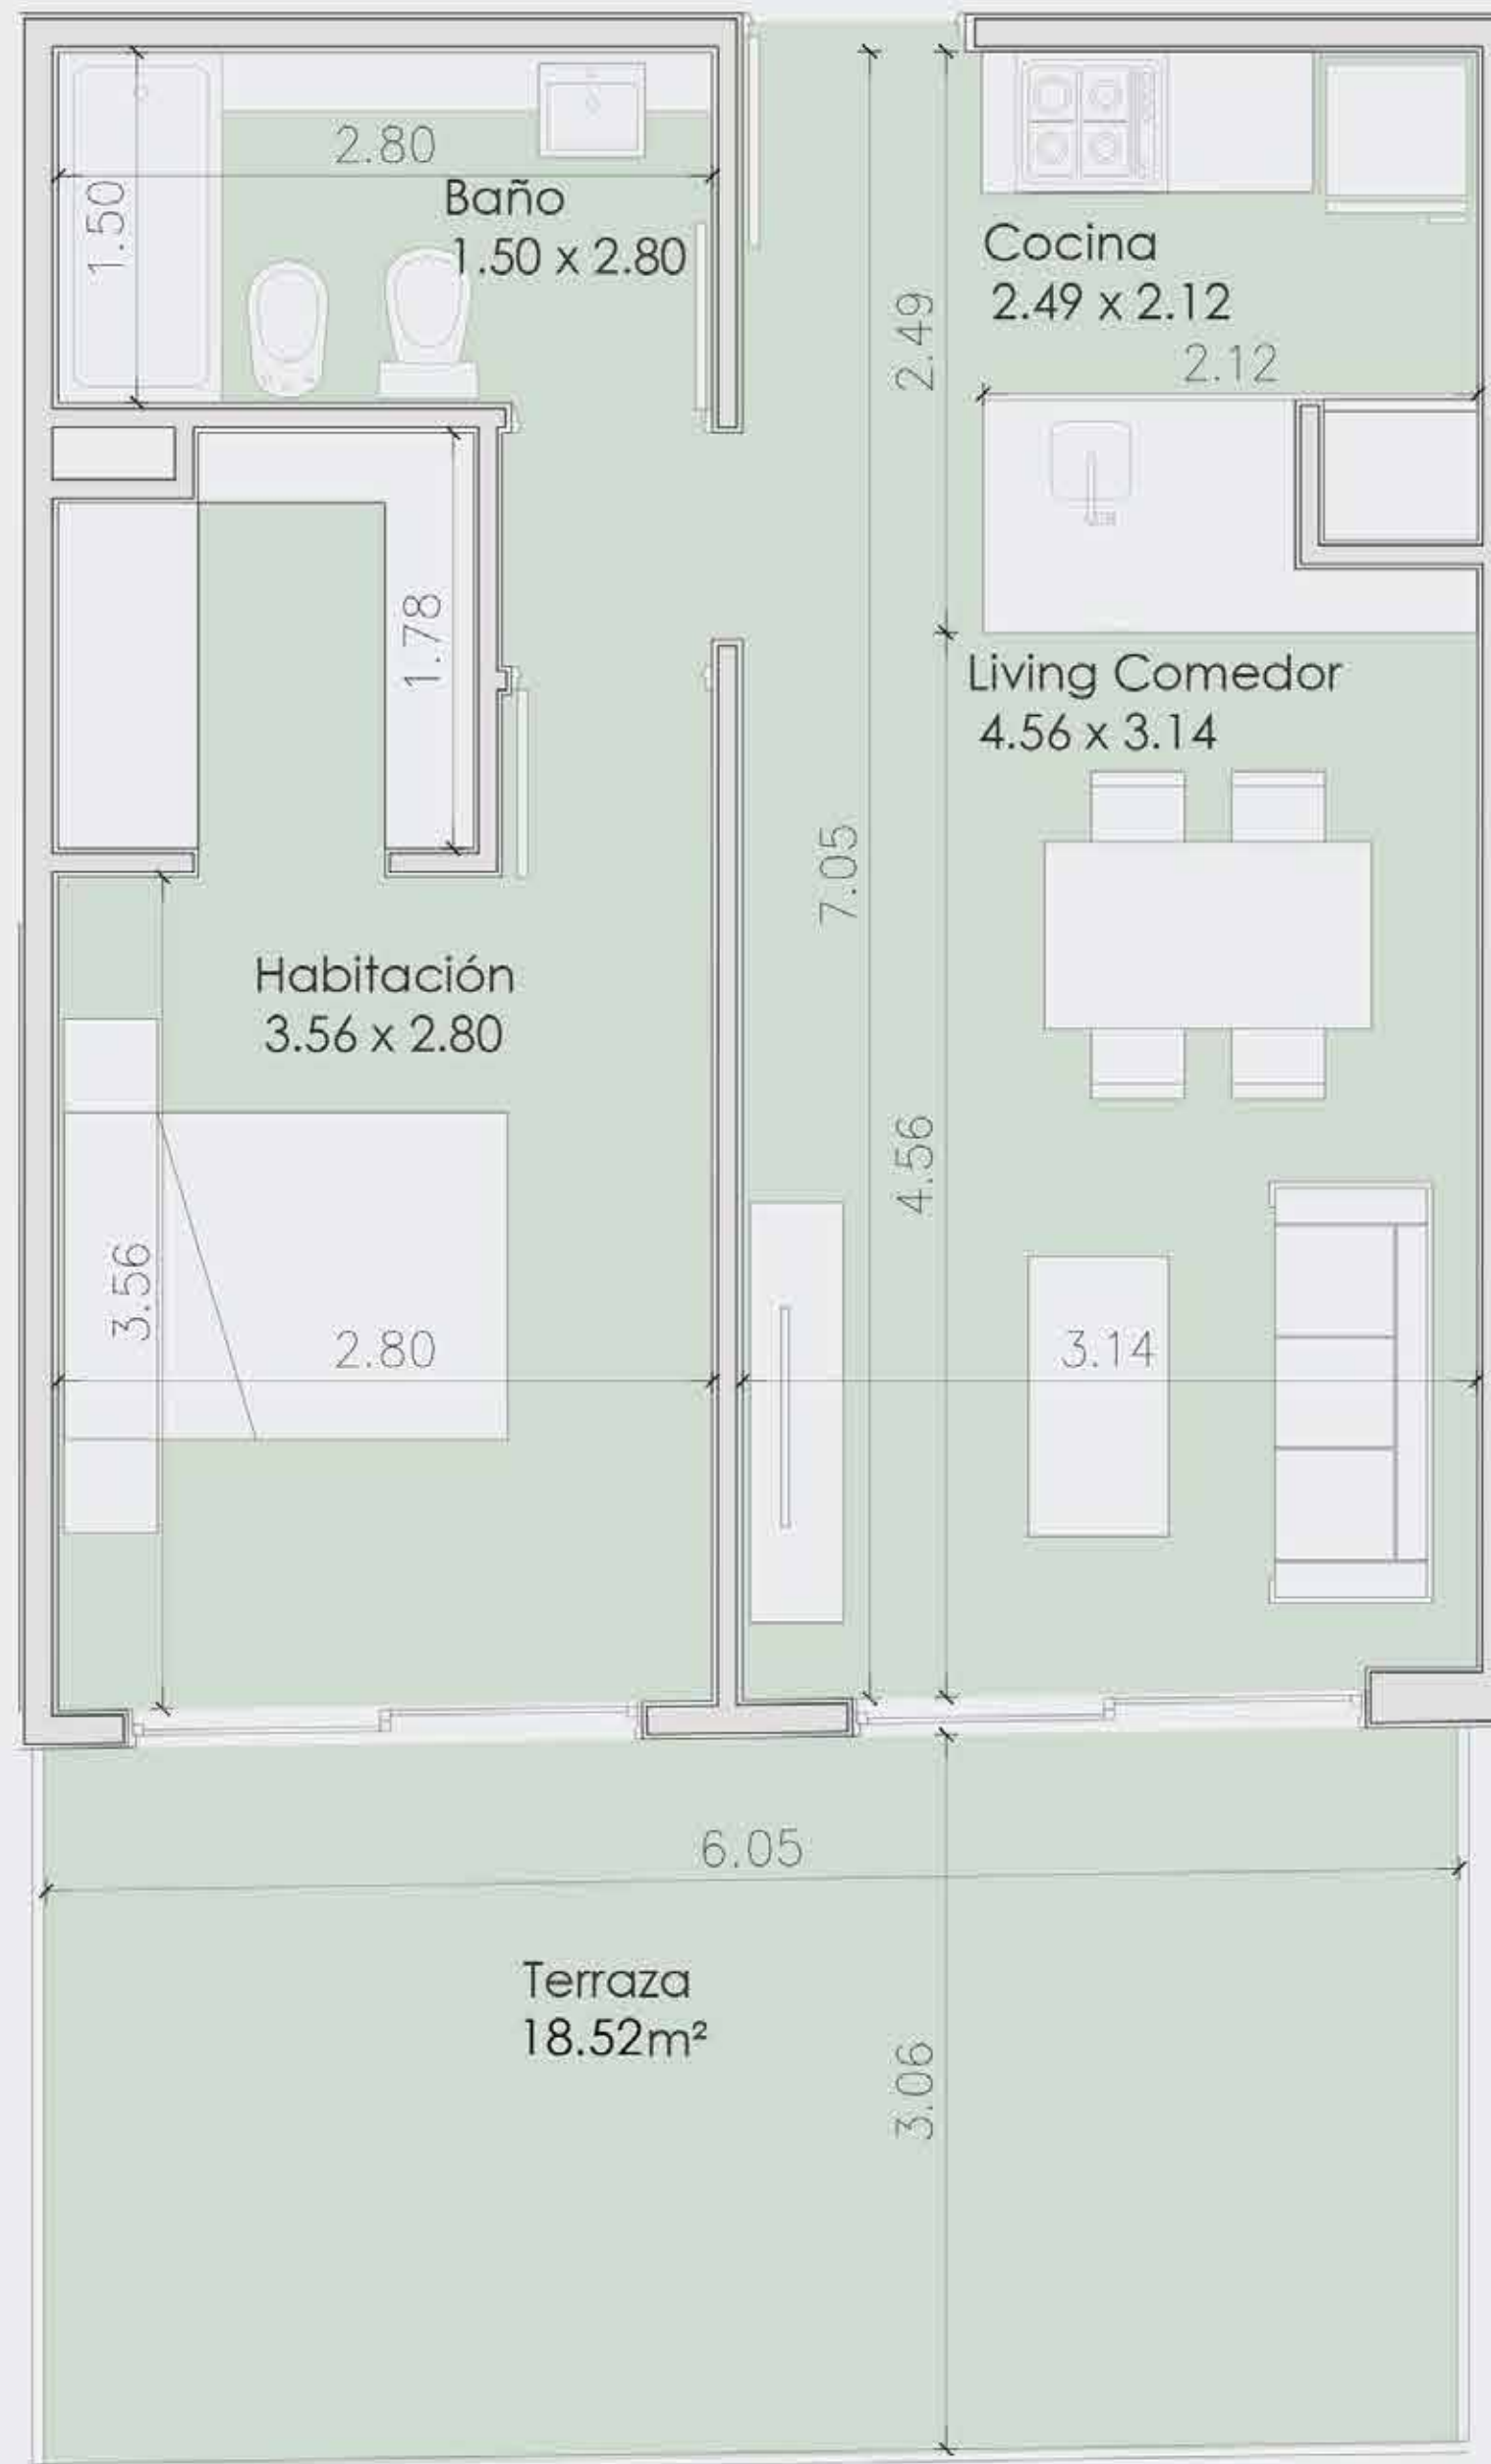 2.80
1.50
Baño
1.50 x 2.80
Cocina
2.49 x 2.12
2.49
2.12
1.78
Living Comedor
4.56 x 3.14
7.05
Habitación
3.56 x 2.80
4.56
3.56
2.80
3.14
6.05
Terraza
18.52m²
3.06